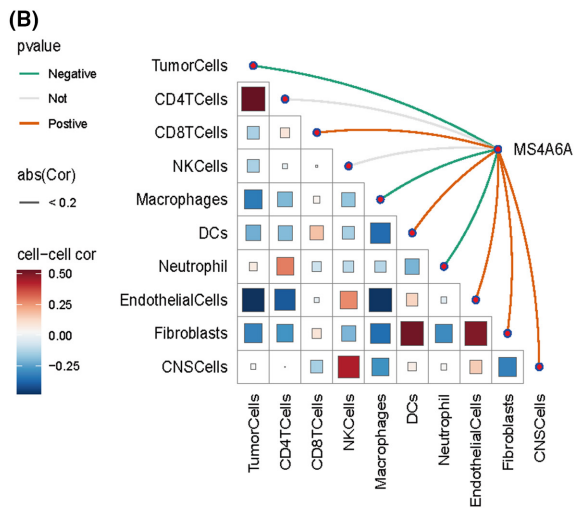 (B)
pvalue
Negative
Not
Postive
abs(Cor)
< 0.2
cell-cell cor
0.50
0.25
0.00
−0.25
TumorCells
CD4TCells
CD8TCells
NKCells
Macrophages
DCs
Neutrophil
EndothelialCells
Fibroblasts
CNSCells
MS4A6A
TumorCells
CD4TCells
CD8TCells
NKCells
Macrophages
DCs
Neutrophil
EndothelialCells
Fibroblasts
CNSCells